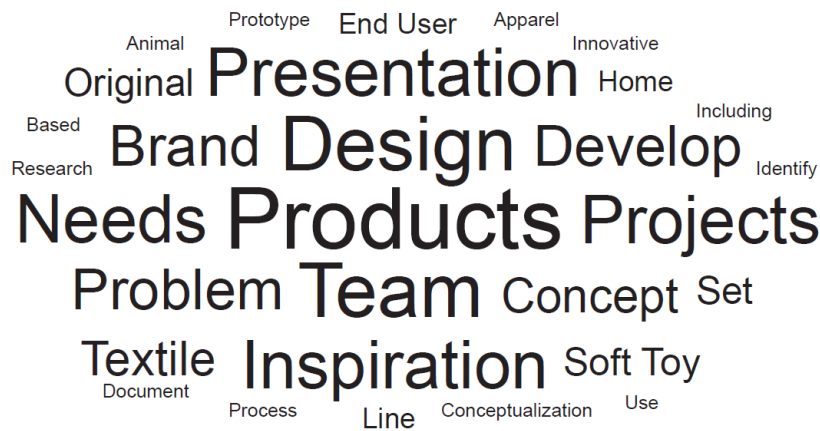 Prototype End User Apparel
Animal Innovative
Original Presentation Home
Including
Based Brand Design Develop
Research Identify
Needs Products Projects
Problem Team Concept Set
Textile Inspiration Soft Toy
Document
Process Line Conceptualization Use